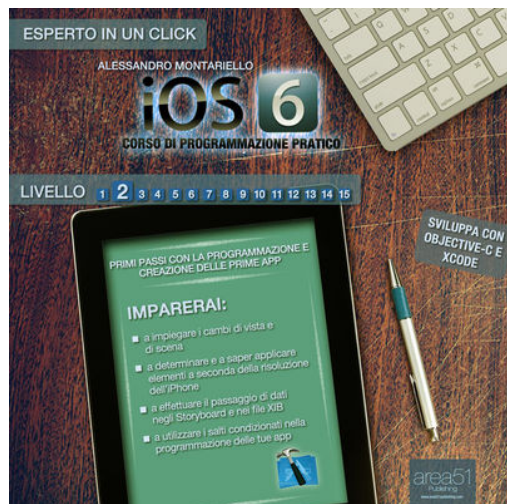 ESPERTO IN UN CLICK
ALESSANDRO MONTARIELLO
iOS 6
CORSO DI PROGRAMMAZIONE PRATICO
LIVELLO 1 2 3 4 5 6 7 8 9 10 11 12 13 14 15
SVILUPPA CON
OBJECTIVE-C E
XCODE
PRIMI PASSI CON LA PROGRAMMAZIONE E
CREAZIONE DELLE PRIME APP
IMPARERAI:
a impiegare i cambi di vista e
di scena
a determinare e a saper applicare
elementi a seconda della risoluzione
dell'iPhone
a effettuare il passaggio di dati
negli Storyboard e nei file XIB
a utilizzare i salti condizionati nella
programmazione delle tue app
area51
Publishing
www.area51publishing.com